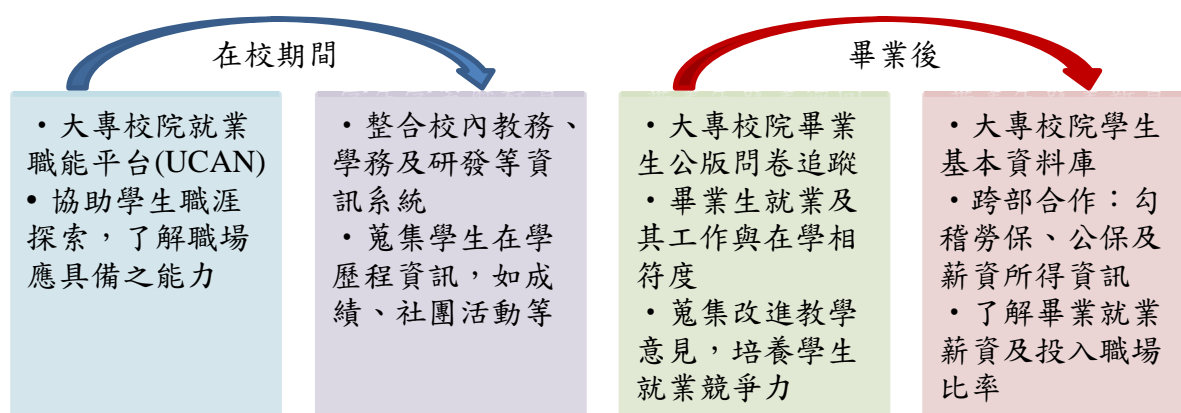 在校期間
畢業後
・大專校院就業
職能平台(UCAN)
• 協助學生職涯
探索，了解職場
應具備之能力
・整合校內教務、
學務及研發等資
訊系統
・蒐集學生在學
歷程資訊，如成
績、社團活動等
・大專校院畢業
生公版問卷追蹤
・畢業生就業及
其工作與在學相
符度
・蒐集改進教學
意見，培養學生
就業競爭力
・大專校院學生
基本資料庫
・跨部合作：勾
稽勞保、公保及
薪資所得資訊
・了解畢業就業
薪資及投入職場
比率